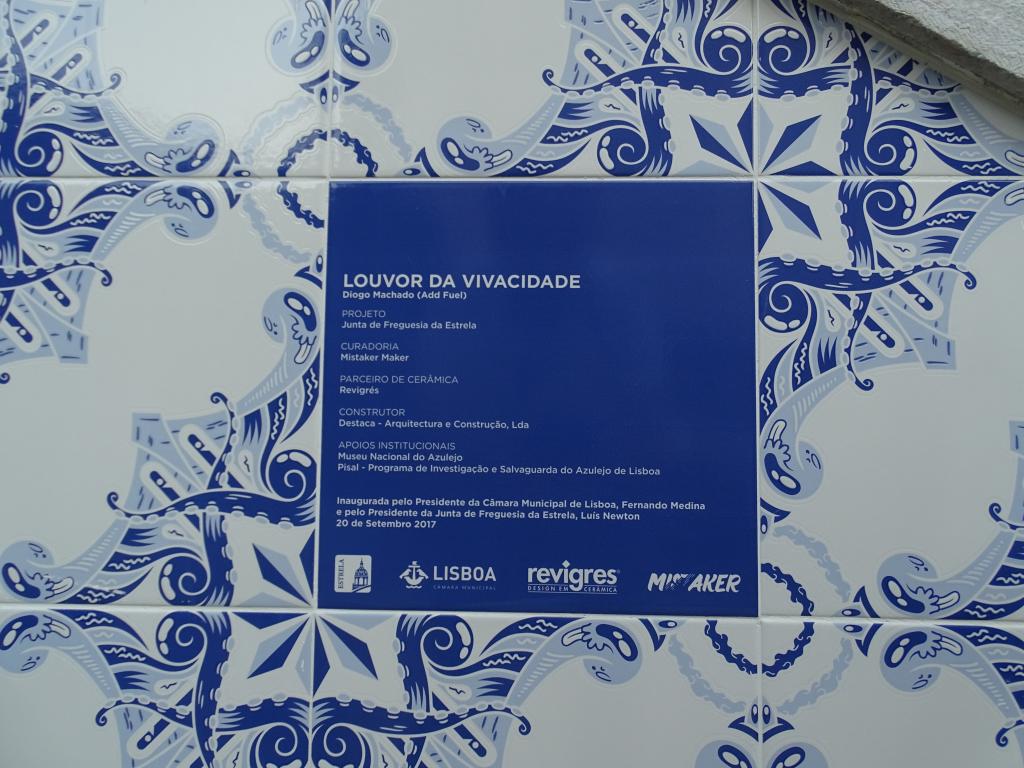 LOUVOR DA VIVACIDADE
Diogo Machado (Add Fuel)
PROJETO
Junta de Freguesia da Estrela
CURADORIA
Mistaker Maker
PARCEIRO DE CERÂMICA
Revigrés
CONSTRUTOR
Destaca - Arquitectura e Construção, Lda
APOIOS INSTITUCIONAIS
Museu Nacional do Azulejo
Pisal - Programa de Investigação e Salvaguarda do Azulejo de Lisboa
Inaugurada pelo Presidente da Câmara Municipal de Lisboa, Fernando Medina
e pelo Presidente da Junta de Freguesia da Estrela, Luís Newton
20 de Setembro 2017
ESTRELA
LISBOA
CÂMARA MUNICIPAL
revigres®
DESIGN EM CERÂMICA
MISTAKER